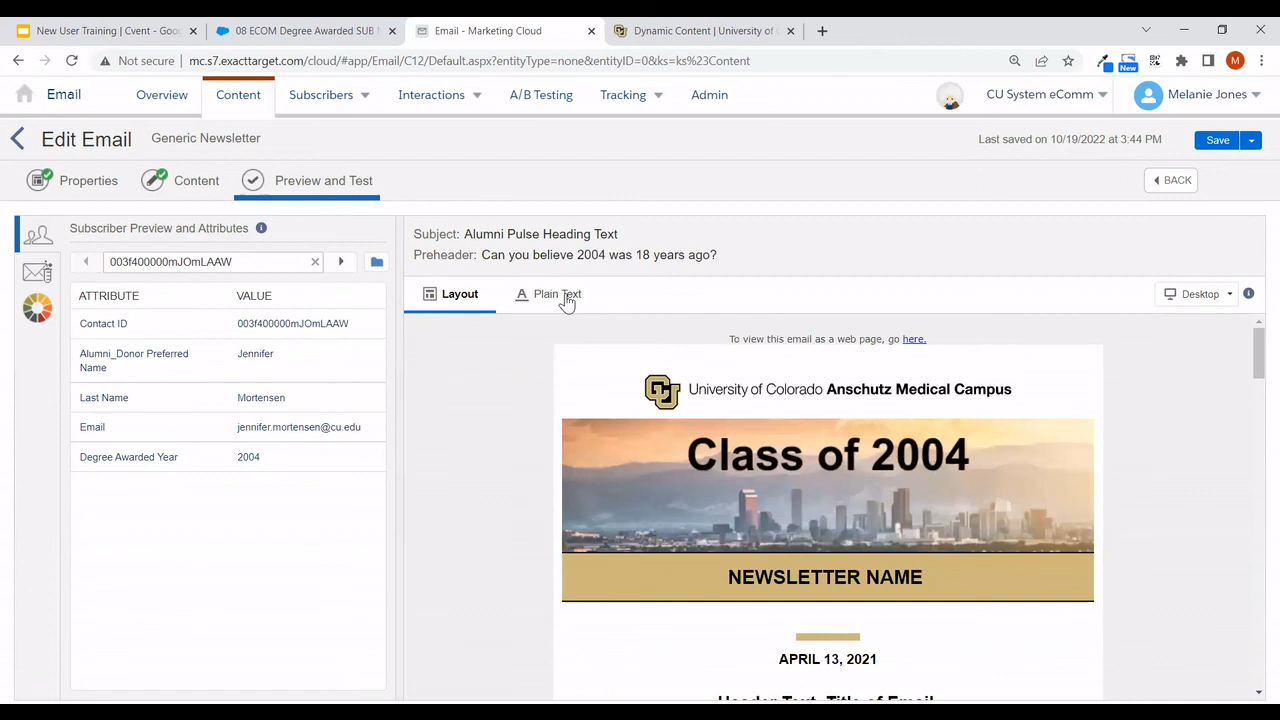 New User Training | Cvent - Goo
08 ECOM Degree Awarded SUB
Email - Marketing Cloud
Dynamic Content | University of
Not secure
mc.s7.exacttarget.com/cloud/#app/Email/C12/Default.aspx?entityType=none&entityID=0&ks=ks%23Content
New
M
Email
Overview
Content
Subscribers
Interactions
A/B Testing
Tracking
Admin
CU System eComm
Melanie Jones
Edit Email
Generic Newsletter
Last saved on 10/19/2022 at 3:44 PM
Save
Properties
Content
Preview and Test
BACK
Subscriber Preview and Attributes
003f400000mJOmLAAW
ATTRIBUTE VALUE
Contact ID 003f400000mJOmLAAW
Alumni_Donor Preferred Name Jennifer
Last Name Mortensen
Email jennifer.mortensen@cu.edu
Degree Awarded Year 2004
Subject: Alumni Pulse Heading Text
Preheader: Can you believe 2004 was 18 years ago?
Layout
Plain Text
Desktop
To view this email as a web page, go here.
University of Colorado Anschutz Medical Campus
Class of 2004
NEWSLETTER NAME
APRIL 13, 2021
Header Text, Title of Email